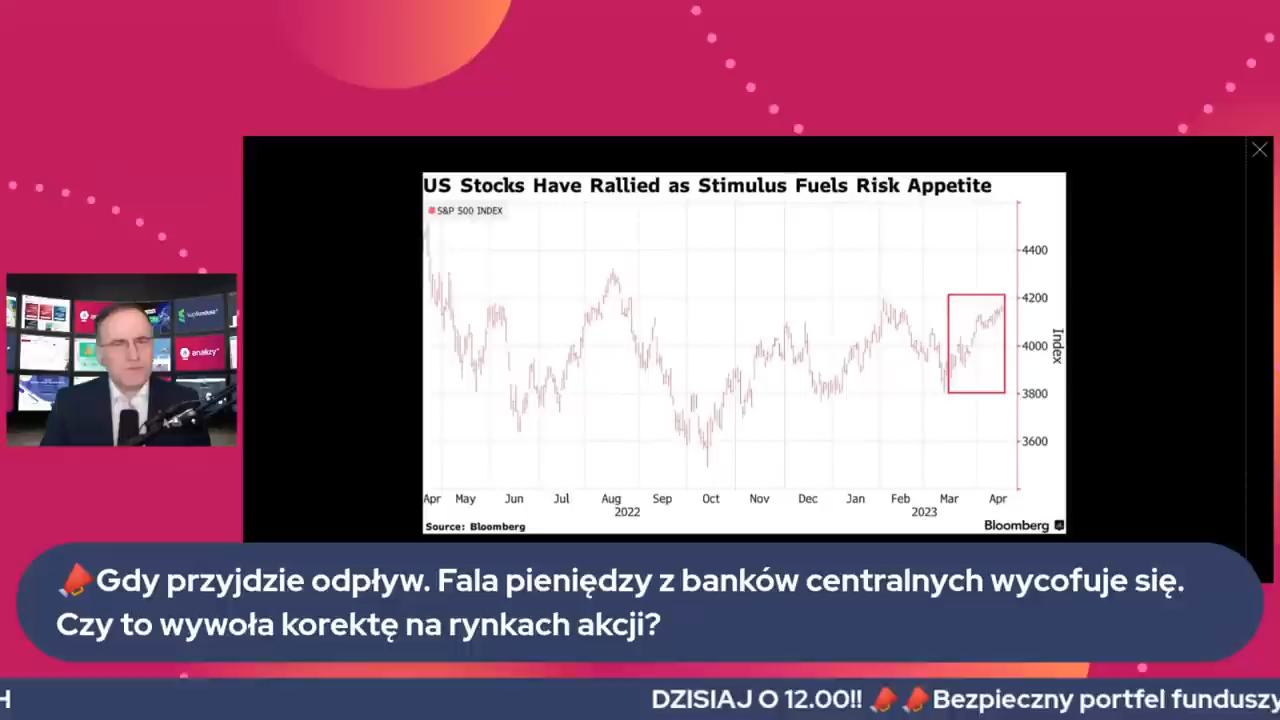 US Stocks Have Rallied as Stimulus Fuels Risk Appetite
S&P 500 INDEX
4400
4200
4000
3800
3600
Index
Apr May Jun Jul Aug Sep Oct Nov Dec Jan Feb Mar Apr
2022 2023
Source: Bloomberg
Bloomberg
analizy
Gdy przyjdzie odpływ. Fala pieniędzy z banków centralnych wycofuje się.
Czy to wywoła korektę na rynkach akcji?
H DZISIAJ O 12.00!! Bezpieczny portfel funduszy